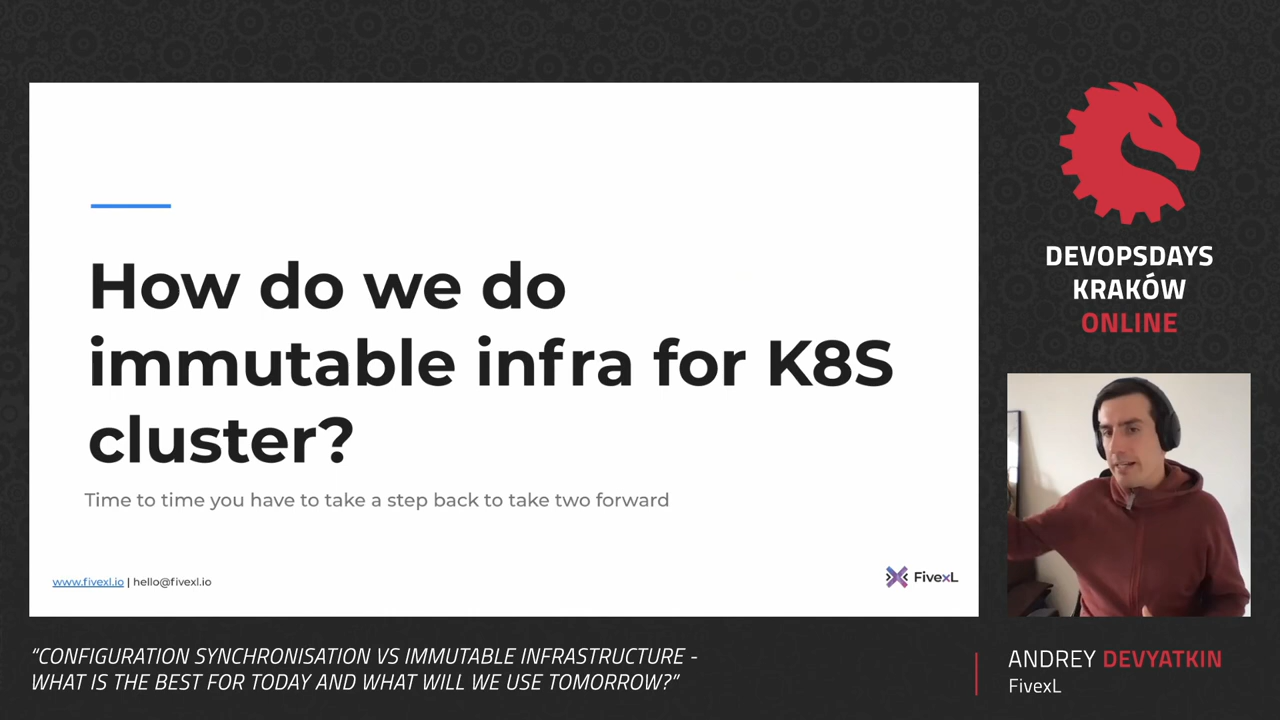 How do we do
immutable infra for K8S
cluster?
Time to time you have to take a step back to take two forward
www.fivexl.io | hello@fivexl.io
FivexL
DEVOPSDAYS
KRAKÓW
ONLINE
“CONFIGURATION SYNCHRONISATION VS IMMUTABLE INFRASTRUCTURE -
WHAT IS THE BEST FOR TODAY AND WHAT WILL WE USE TOMORROW?”
ANDREY DEVYATKIN
FivexL